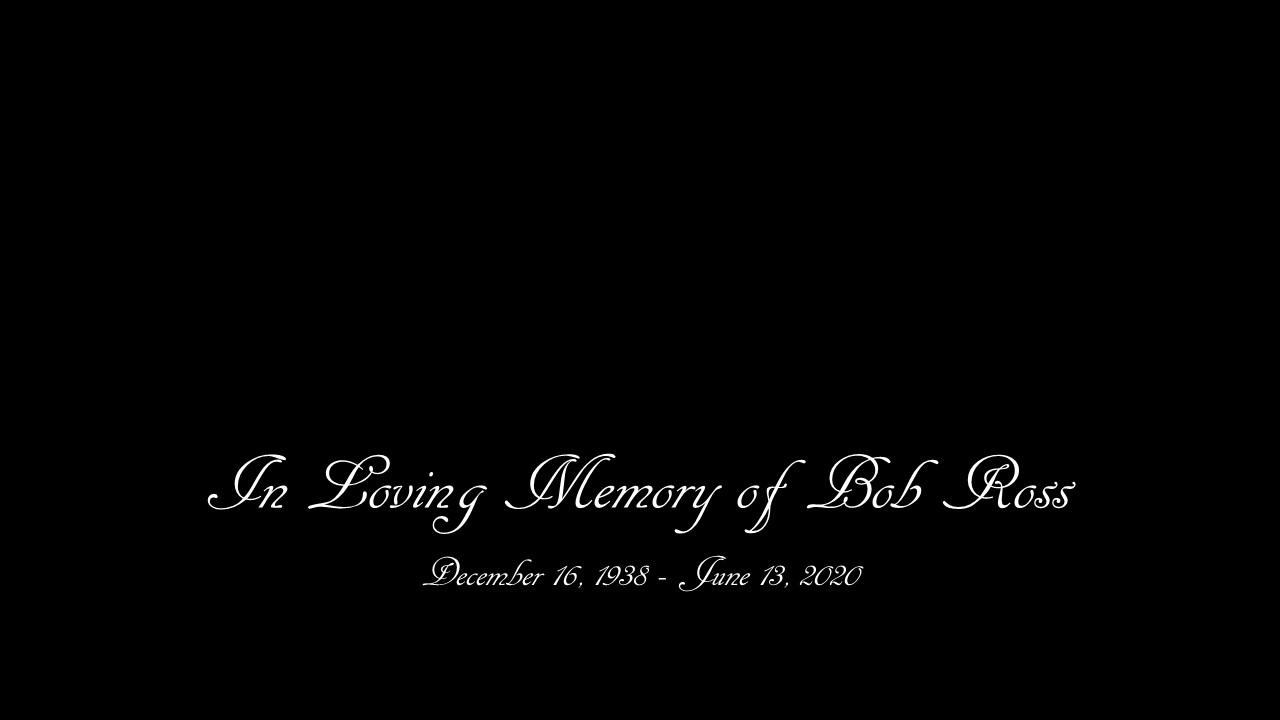 In Loving Memory of Bob Ross
December 16, 1938 - June 13, 2020